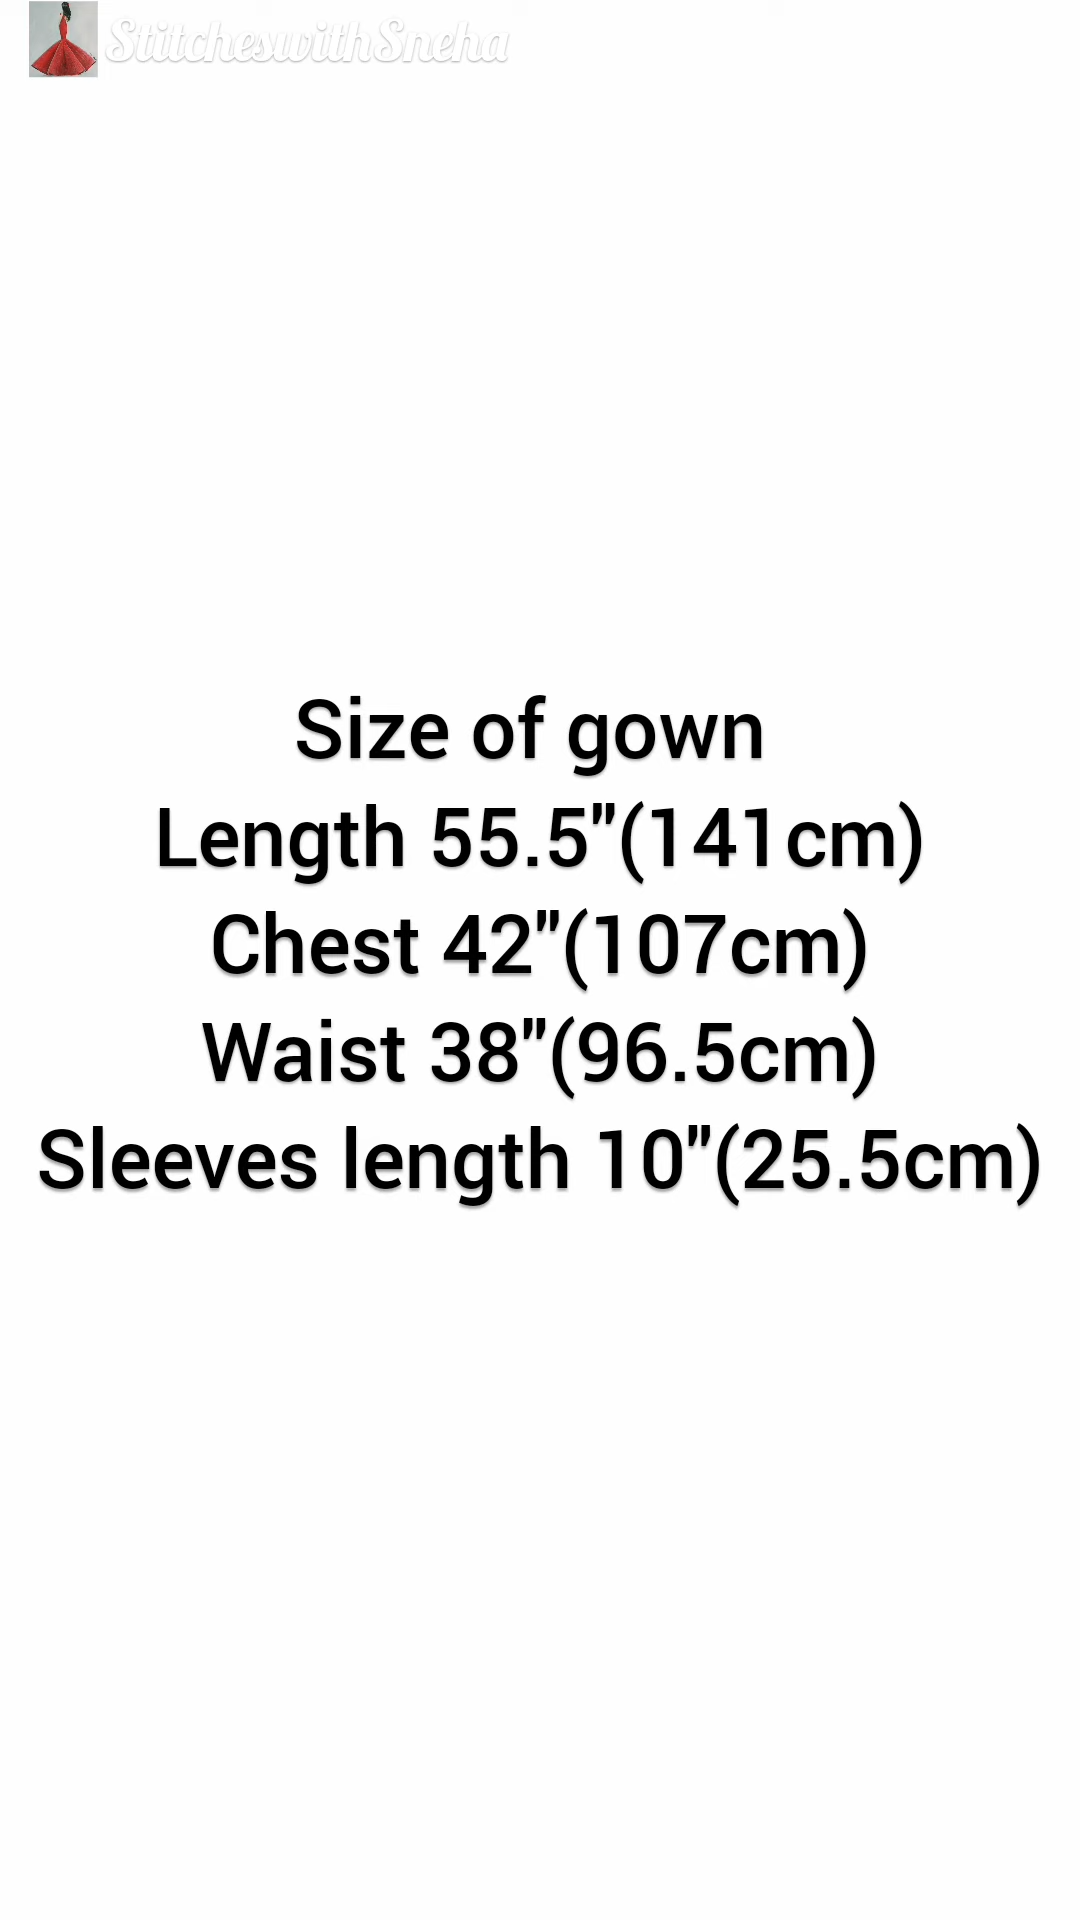 StitcheswithSneha
Size of gown
Length 55.5"(141cm)
Chest 42"(107cm)
Waist 38"(96.5cm)
Sleeves length 10"(25.5cm)